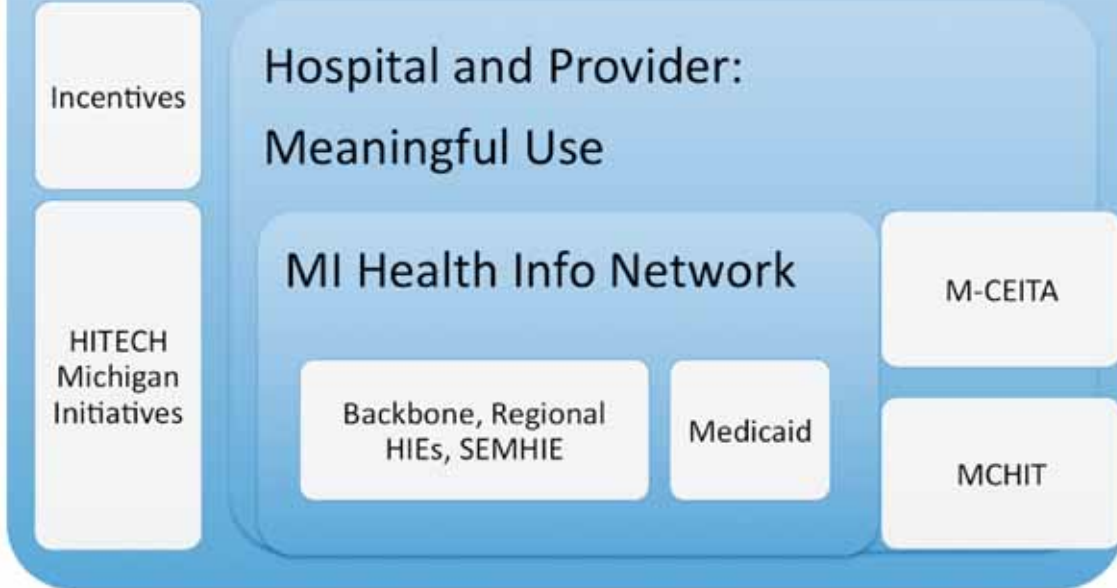 Incentives
HITECH
Michigan
Initiatives
Hospital and Provider:
Meaningful Use
MI Health Info Network
Backbone, Regional
HIEs, SEMHIE
Medicaid
M-CEITA
MCHIT